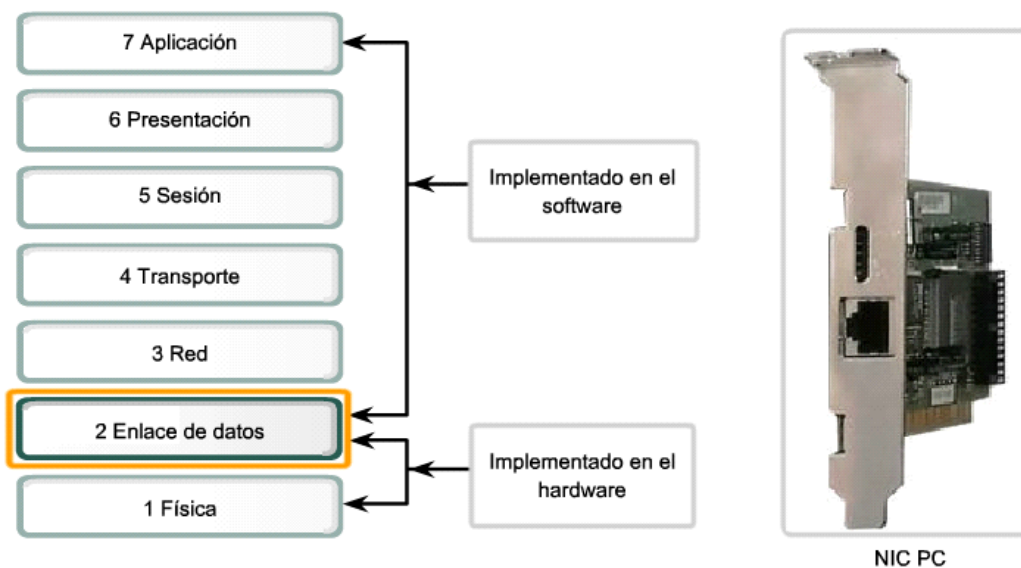 7 Aplicación
6 Presentación
5 Sesión
4 Transporte
3 Red
2 Enlace de datos
1 Física
Implementado en el
software
Implementado en el
hardware
NIC PC